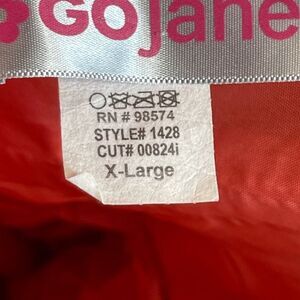 GoJane
RN # 98574
STYLE# 1428
CUT# 00824i
X-Large